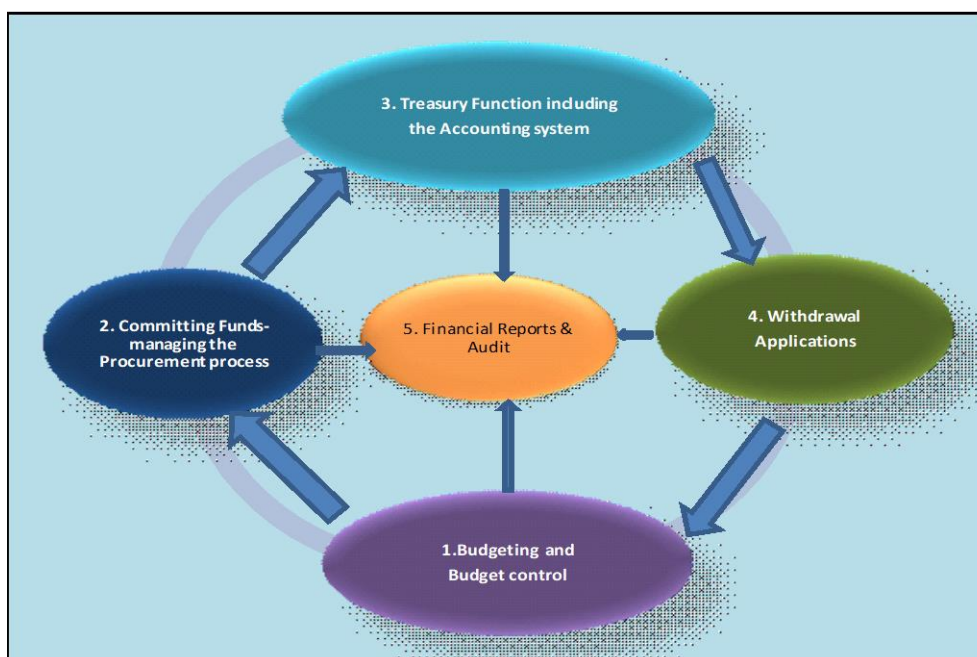 3. Treasury Function including
the Accounting system
2. Committing Funds-
managing the
Procurement process
5. Financial Reports &
Audit
4. Withdrawal
Applications
1.Budgeting and
Budget control